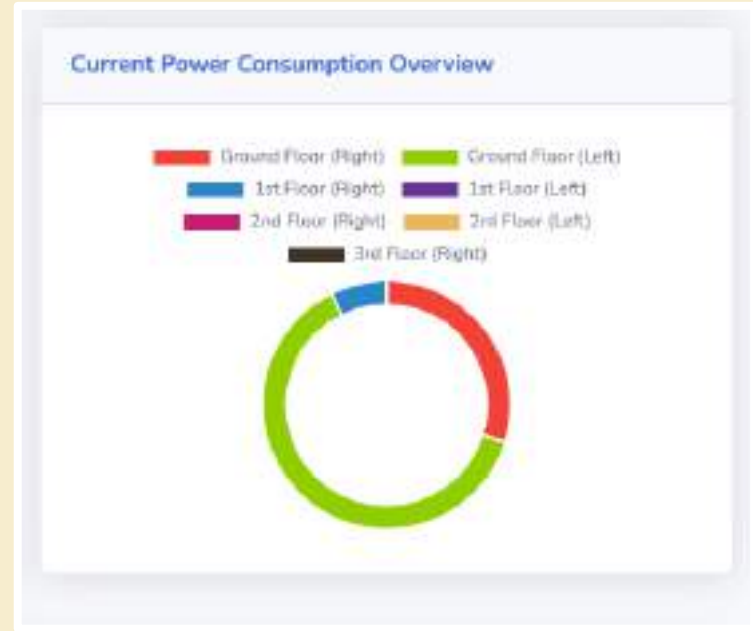 Current Power Consumption Overview
Ground Floor (Right) Ground Floor (Left)
1st Floor (Right) 1st Floor (Left)
2nd Floor (Right) 2nd Floor (Left)
3rd Floor (Right)